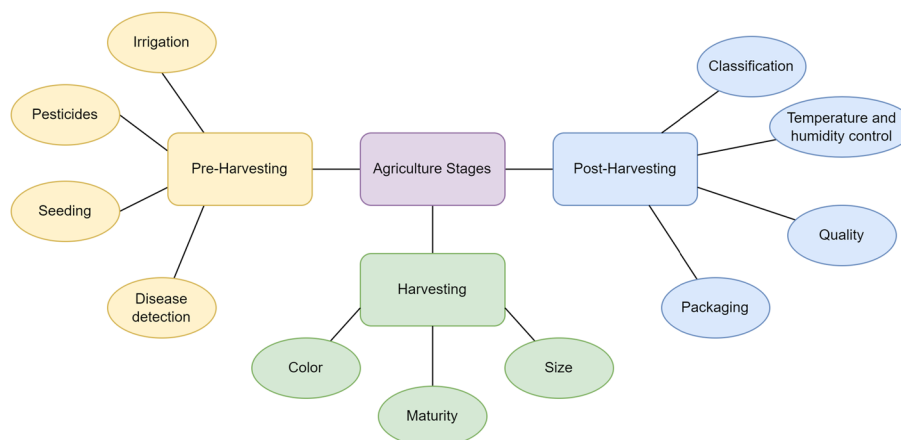 Irrigation
Pesticides
Seeding
Disease
detection
Pre-Harvesting
Agriculture Stages
Post-Harvesting
Classification
Temperature and
humidity control
Quality
Packaging
Harvesting
Color
Maturity
Size